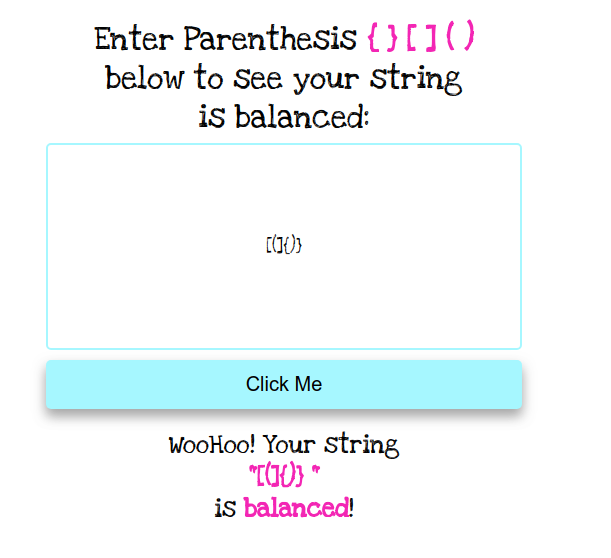 Enter Parenthesis { } [ ] ( )
below to see your string
is balanced:
[(]{)}
Click Me
WooHoo! Your string
"[(]{)} "
is balanced!